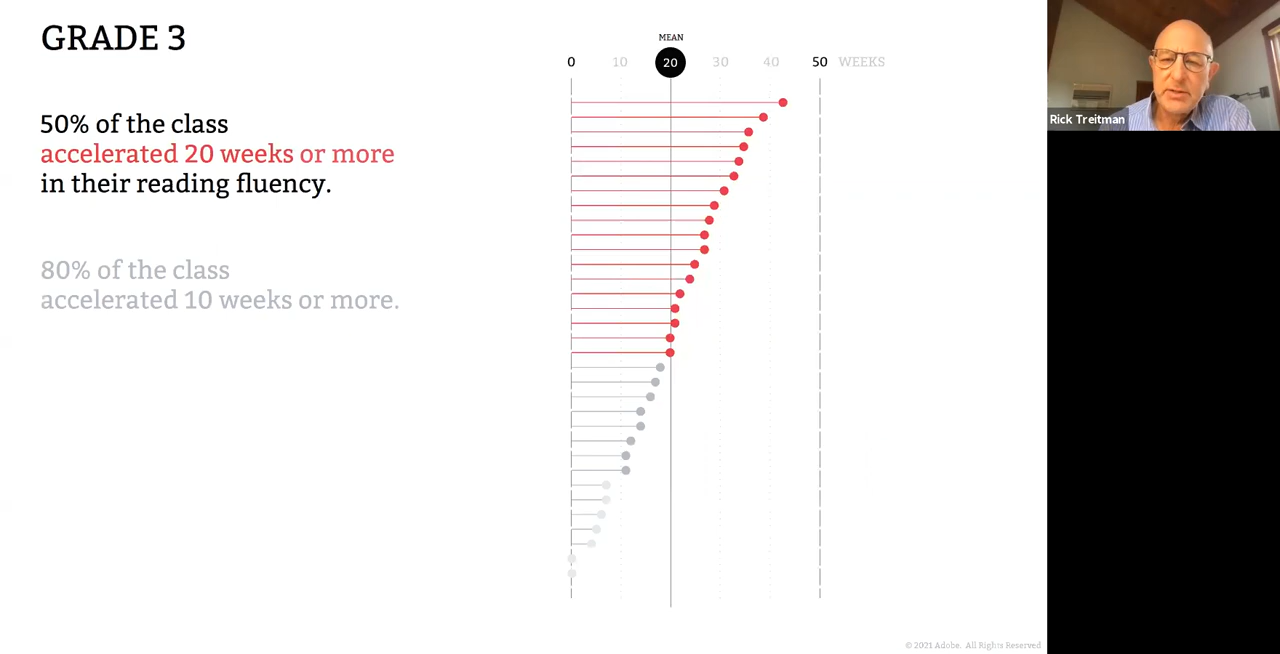 GRADE 3
MEAN
0 10 20 30 40 50 WEEKS
50% of the class
accelerated 20 weeks or more
in their reading fluency.
80% of the class
accelerated 10 weeks or more.
Rick Treitman
© 2021 Adobe. All Rights Reserved